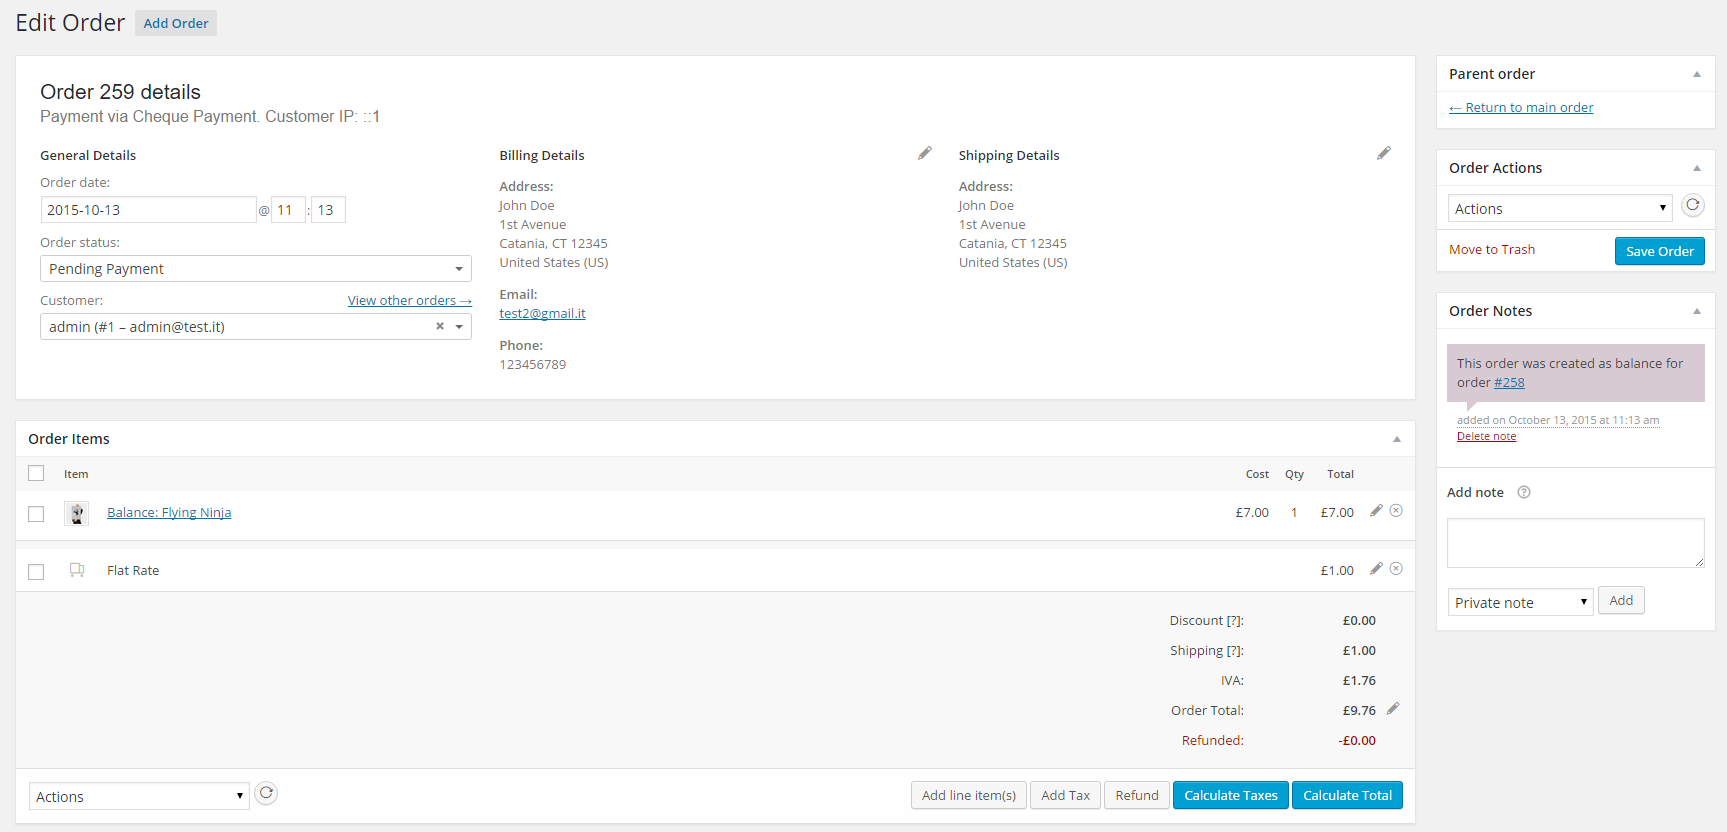 Edit Order Add Order
Order 259 details
Payment via Cheque Payment. Customer IP: ::1
General Details
Order date:
2015-10-13 @ 11 : 13
Order status:
Pending Payment
Customer: View other orders →
admin (#1 – admin@test.it) ×
Billing Details
Address:
John Doe
1st Avenue
Catania, CT 12345
United States (US)
Email:
test2@gmail.it
Phone:
123456789
Shipping Details
Address:
John Doe
1st Avenue
Catania, CT 12345
United States (US)
Order Items
Item Cost Qty Total
Balance: Flying Ninja £7.00 1 £7.00
Flat Rate £1.00
Discount [?]: £0.00
Shipping [?]: £1.00
IVA: £1.76
Order Total: £9.76
Refunded: -£0.00
Actions Add line item(s) Add Tax Refund Calculate Taxes Calculate Total
Parent order
← Return to main order
Order Actions
Actions
Move to Trash Save Order
Order Notes
This order was created as balance for
order #258
added on October 13, 2015 at 11:13 am
Delete note
Add note ?
Private note Add